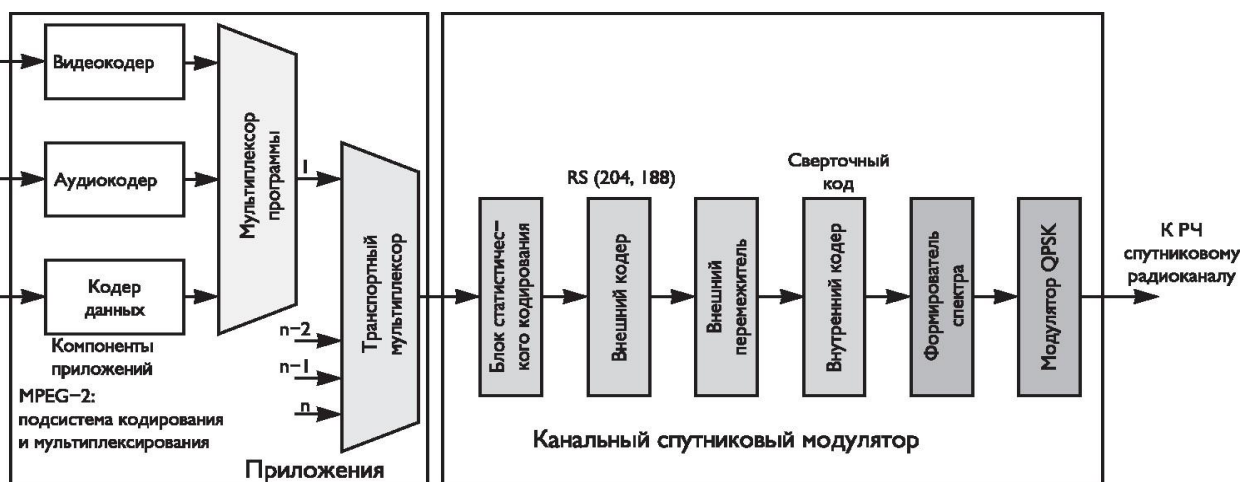 Видеокодер
Аудиокодер
Кодер
данных
Компоненты
приложений
MPEG–2:
подсистема кодирования
и мультиплексирования
Мультиплексор
программы
1
n–2
n–1
n
Транспортный
мультиплексор
Приложения
Блок статистичес–
кого кодирования
RS (204, 188)
Внешний кодер
Внешний
перемежитель
Сверточный
код
Внутренний кодер
Формирователь
спектра
Модулятор QPSK
Канальный спутниковый модулятор
К РЧ
спутниковому
радиоканалу